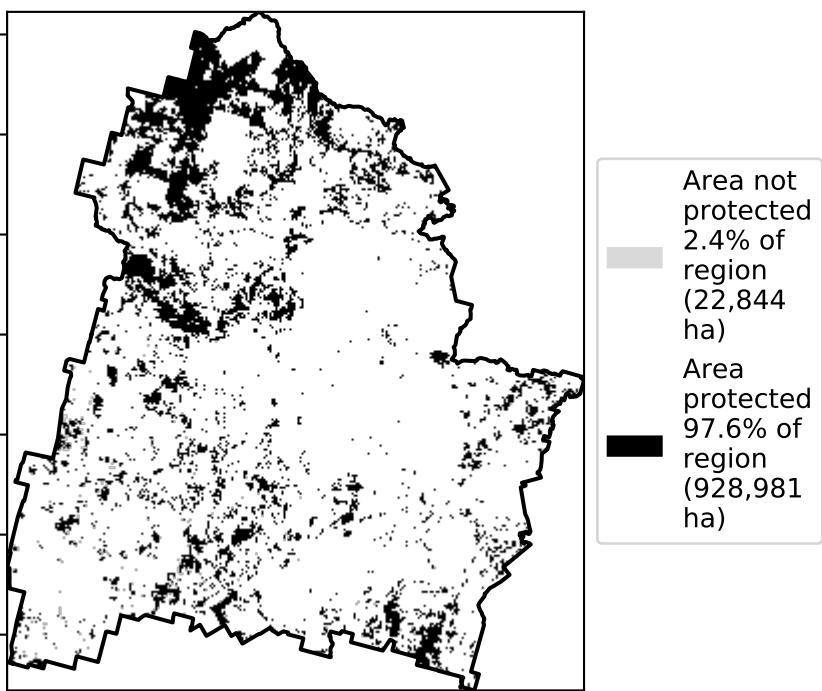 Area not
protected
2.4% of
region
(22,844
ha)
Area
protected
97.6% of
region
(928,981
ha)